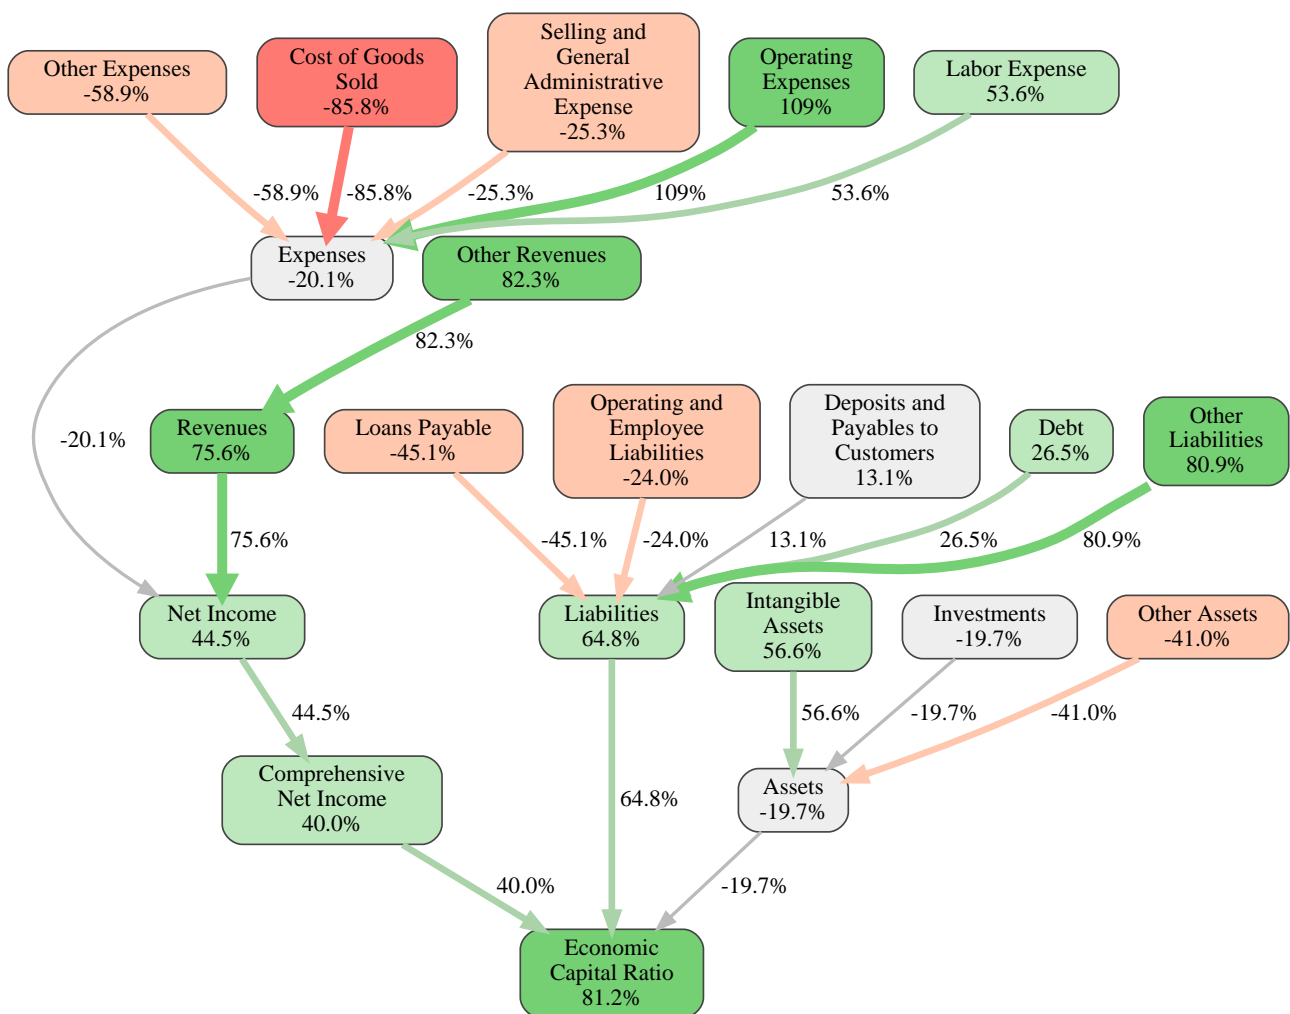 Other Expenses
-58.9%
Cost of Goods
Sold
-85.8%
Selling and
General
Administrative
Expense
-25.3%
Operating
Expenses
109%
Labor Expense
53.6%
-58.9%
-85.8%
-25.3%
109%
53.6%
Expenses
-20.1%
Other Revenues
82.3%
82.3%
-20.1%
Revenues
75.6%
Loans Payable
-45.1%
Operating and
Employee
Liabilities
-24.0%
Deposits and
Payables to
Customers
13.1%
Debt
26.5%
Other
Liabilities
80.9%
75.6%
-45.1%
-24.0%
13.1%
26.5%
80.9%
Net Income
44.5%
Liabilities
64.8%
Intangible
Assets
56.6%
Investments
-19.7%
Other Assets
-41.0%
44.5%
56.6%
-19.7%
-41.0%
Comprehensive
Net Income
40.0%
64.8%
Assets
-19.7%
40.0%
-19.7%
Economic
Capital Ratio
81.2%